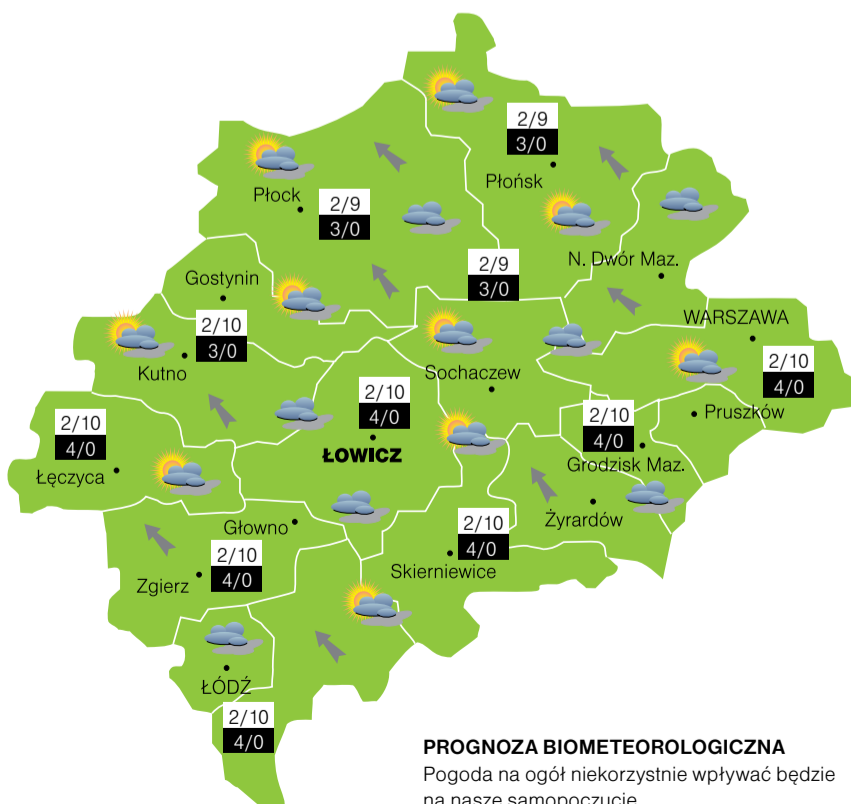 2/9
3/0
Płońsk
Płock
2/9
3/0
2/9
3/0
N. Dwór Maz.
Gostynin
2/10
3/0
Kutno
WARSZAWA
2/10
4/0
Sochaczew
2/10
4/0
ŁOWICZ
2/10
4/0
Pruszków
Grodzisk Maz.
2/10
4/0
Łęczyca
Żyrardów
Głowno
2/10
4/0
Skierniewice
2/10
4/0
Zgierz
ŁÓDŹ
2/10
4/0
PROGNOZA BIOMETEOROLOGICZNA
Pogoda na ogół niekorzystnie wpływać będzie
na nasze samopoczucie